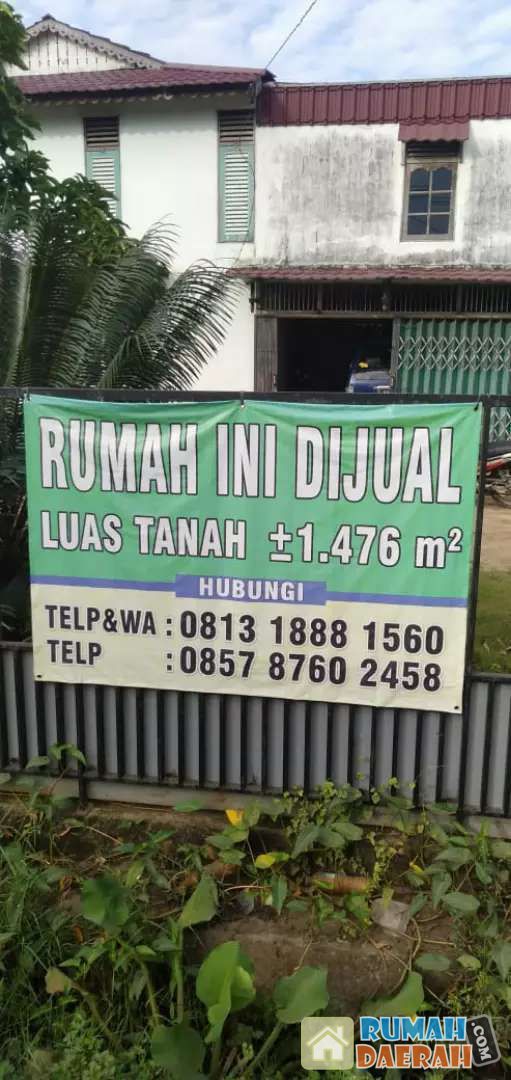 RUMAH INI DIJUAL
LUAS TANAH ±1.476 m²
HUBUNGI
TELP&WA : 0813 1888 1560
TELP : 0857 8760 2458
RUMAH
DAERAH.COM